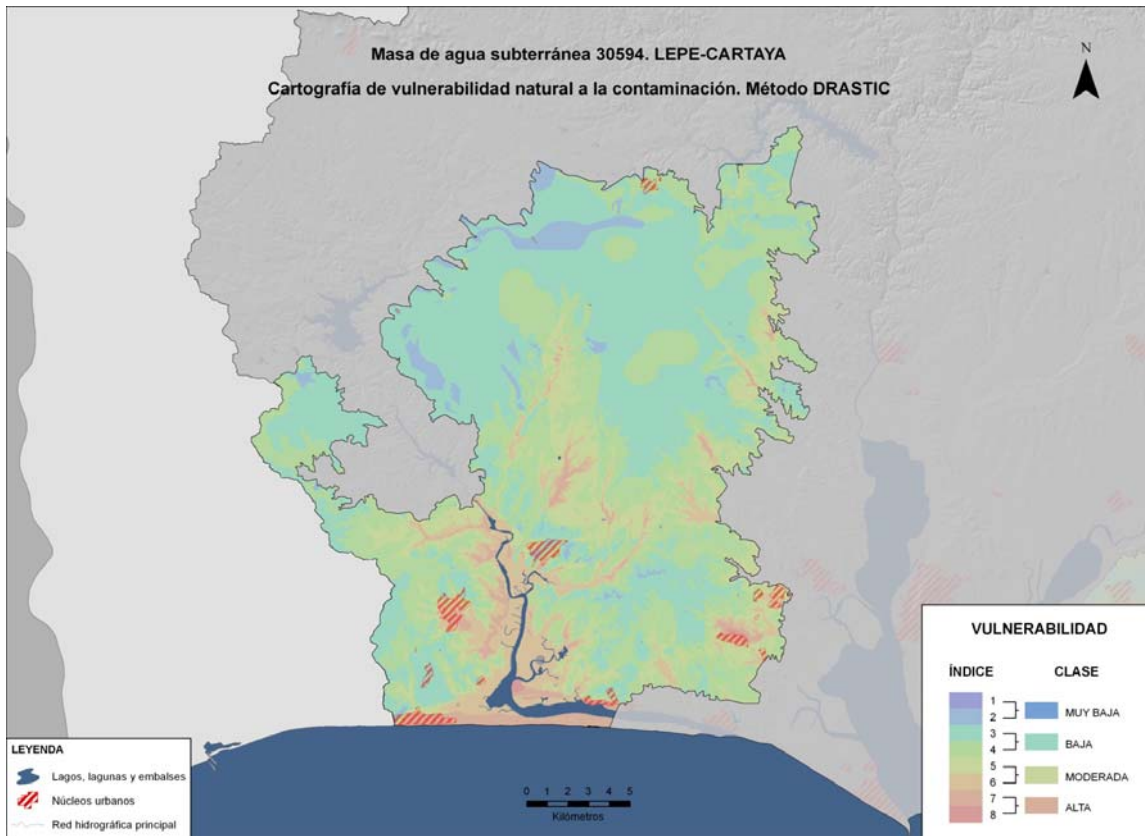 Masa de agua subterránea 30594. LEPE-CARTAYA
Cartografía de vulnerabilidad natural a la contaminación. Método DRASTIC
N
VULNERABILIDAD
ÍNDICE CLASE
1
2
MUY BAJA
3
4
BAJA
5
6
MODERADA
7
8
ALTA
LEYENDA
Lagos, lagunas y embalses
Núcleos urbanos
Red hidrográfica principal
0 1 2 3 4 5
Kilómetros